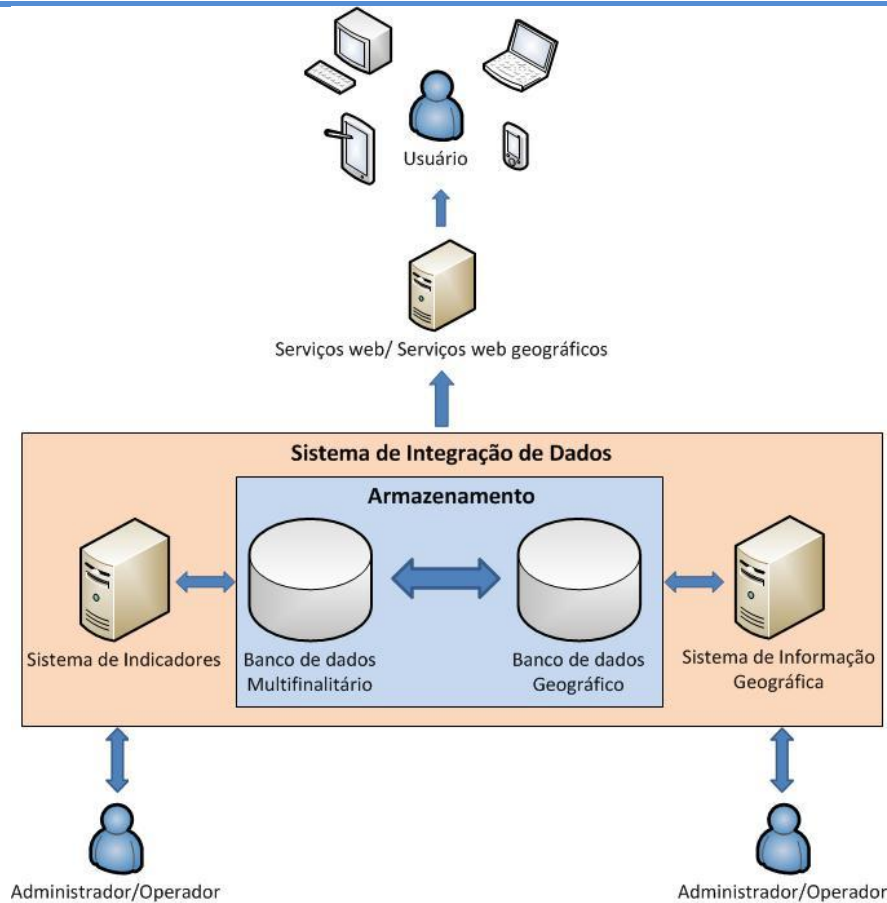 Usuário
Serviços web/ Serviços web geográficos
Sistema de Integração de Dados
Armazenamento
Sistema de Indicadores
Banco de dados
Multifinalitário
Banco de dados
Geográfico
Sistema de Informação
Geográfica
Administrador/Operador
Administrador/Operador